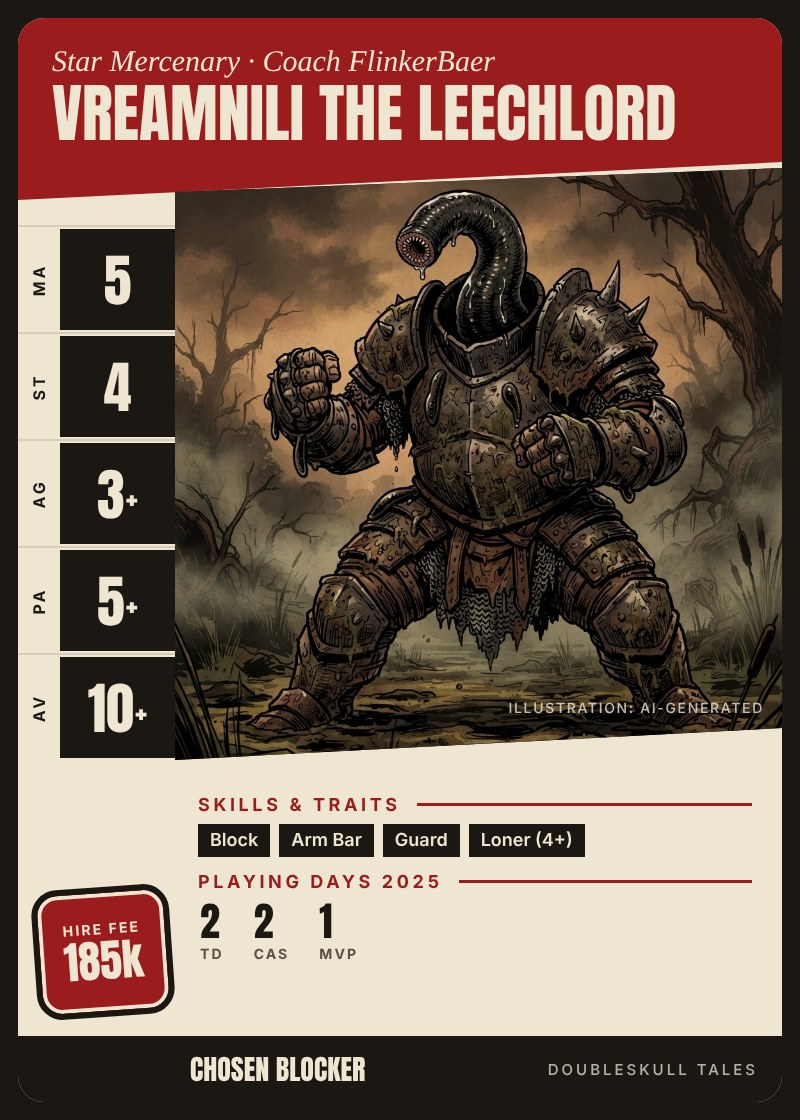 Star Mercenary · Coach FlinkerBaer
VREAMNILI THE LEECHLORD
MA
5
ST
4
AG
3+
PA
5+
AV
10+
ILLUSTRATION: AI-GENERATED
SKILLS & TRAITS
Block Arm Bar Guard Loner (4+)
PLAYING DAYS 2025
2 2 1
TD CAS MVP
HIRE FEE
185K
CHOSEN BLOCKER
DOUBLESKULL TALES